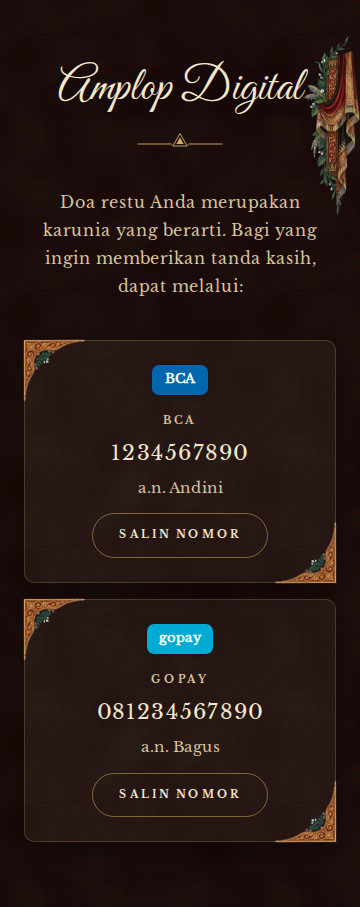 Amplop Digital
Doa restu Anda merupakan
karunia yang berarti. Bagi yang
ingin memberikan tanda kasih,
dapat melalui:
BCA
BCA
1234567890
a.n. Andini
SALIN NOMOR
gopay
GOPAY
081234567890
a.n. Bagus
SALIN NOMOR